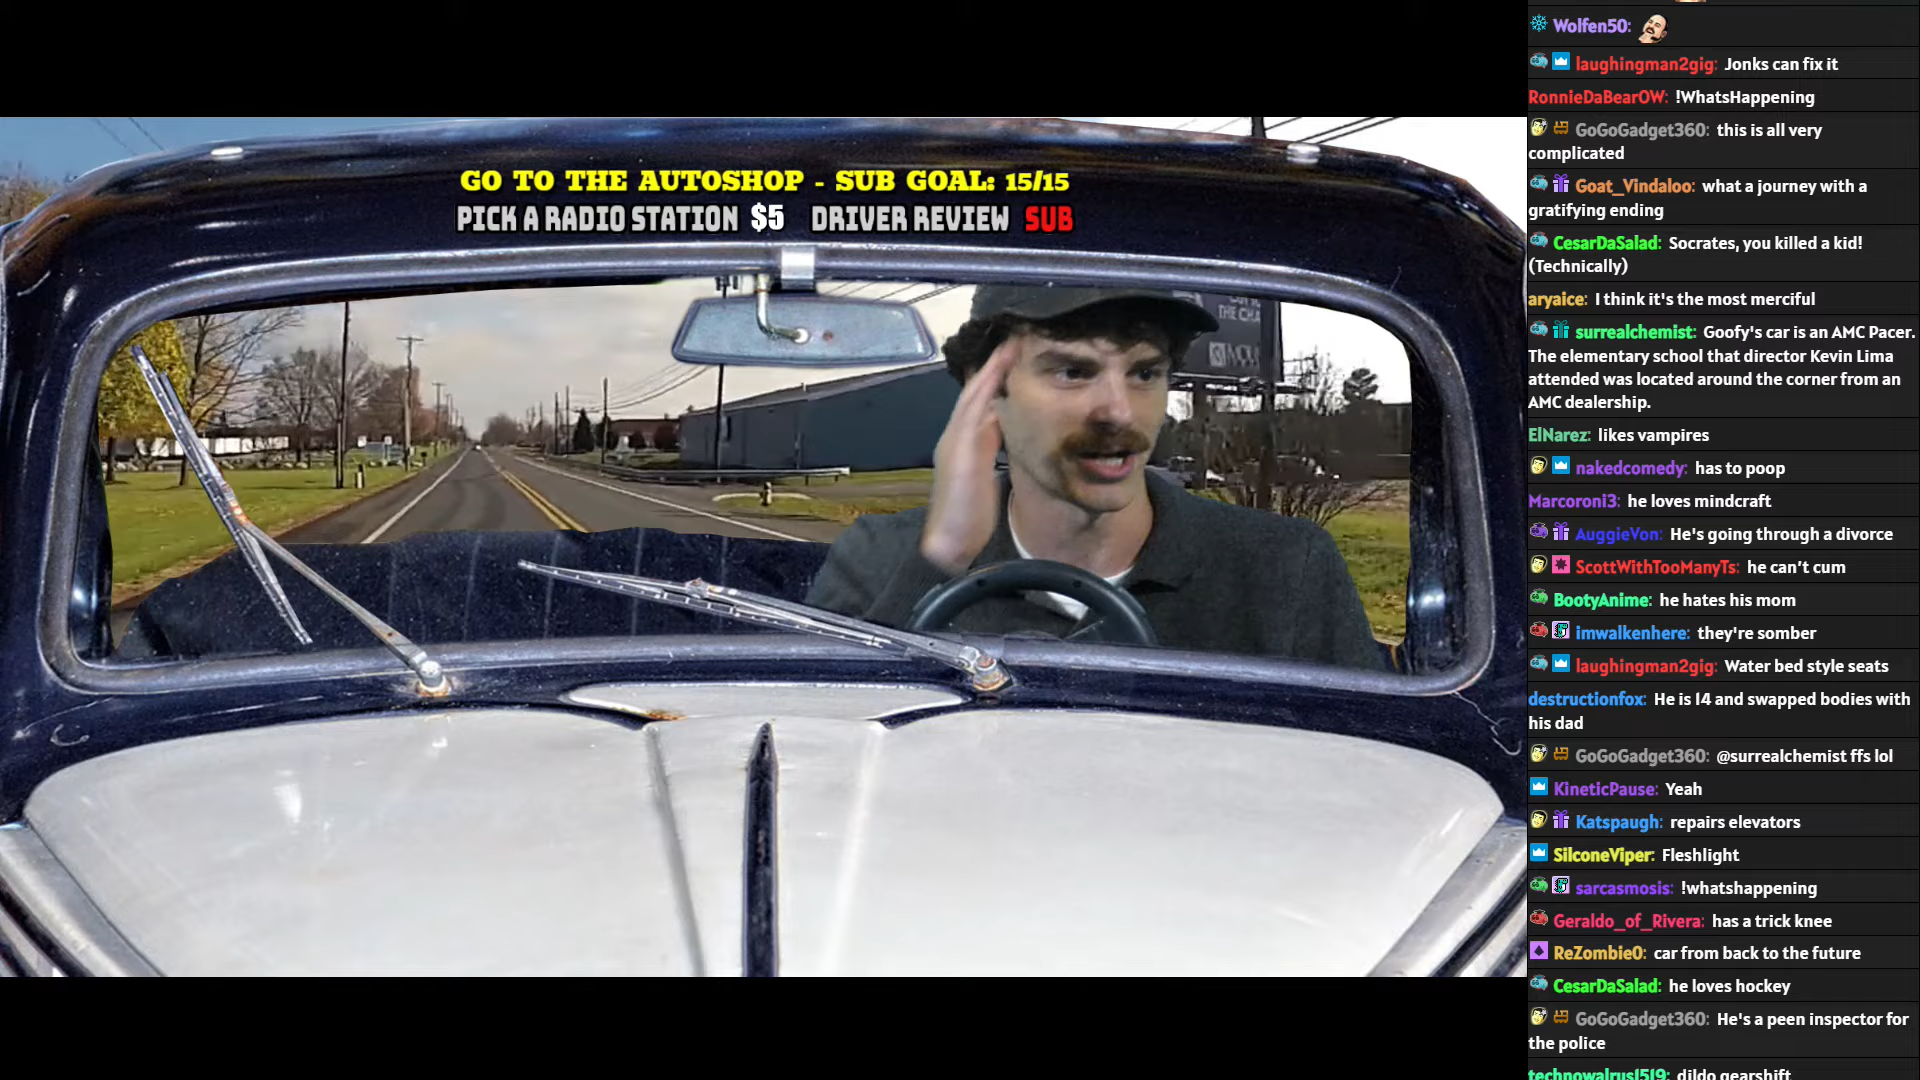 GO TO THE AUTOSHOP - SUB GOAL: 15/15
PICK A RADIO STATION $5 DRIVER REVIEW SUB
THE CHA
Wolfen50:
laughingman2gig: Jonks can fix it
RonnieDaBearOW: !WhatsHappening
GoGoGadget360: this is all very
complicated
Goat_Vindaloo: what a journey with a
gratifying ending
CesarDaSalad: Socrates, you killed a kid!
(Technically)
aryaice: I think it's the most merciful
surrealchemist: Goofy's car is an AMC Pacer.
The elementary school that director Kevin Lima
attended was located around the corner from an
AMC dealership.
ElNarez: likes vampires
nakedcomedy: has to poop
Marcoroni3: he loves mindcraft
AuggieVon: He's going through a divorce
ScottWithTooManyTs: he can't cum
BootyAnime: he hates his mom
imwalkenhere: they're somber
laughingman2gig: Water bed style seats
destructionfox: He is 14 and swapped bodies with
his dad
GoGoGadget360: @surrealchemist ffs lol
KineticPause: Yeah
Katspaugh: repairs elevators
SilconeViper: Fleshlight
sarcasmosis: !whatshappening
Geraldo_of_Rivera: has a trick knee
ReZombie0: car from back to the future
CesarDaSalad: he loves hockey
GoGoGadget360: He's a peen inspector for
the police
technowalrus1519: dildo gearshift